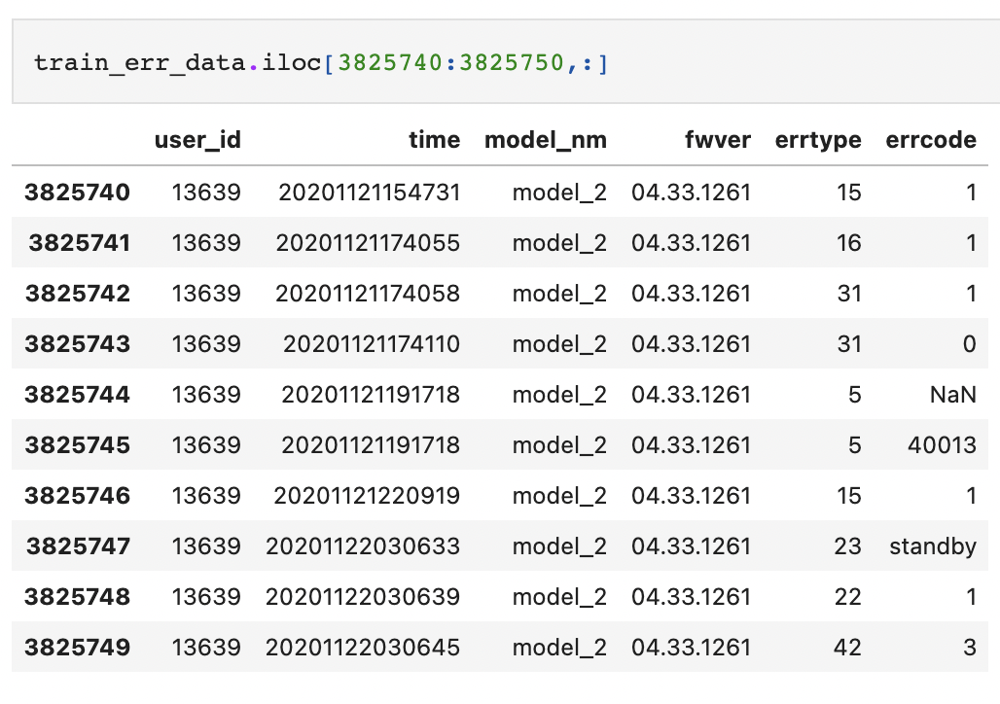 train_err_data.iloc[3825740:3825750,:]
user_id time model_nm fwver errtype errcode
3825740 13639 20201121154731 model_2 04.33.1261 15 1
3825741 13639 20201121174055 model_2 04.33.1261 16 1
3825742 13639 20201121174058 model_2 04.33.1261 31 1
3825743 13639 20201121174110 model_2 04.33.1261 31 0
3825744 13639 20201121191718 model_2 04.33.1261 5 NaN
3825745 13639 20201121191718 model_2 04.33.1261 5 40013
3825746 13639 20201121220919 model_2 04.33.1261 15 1
3825747 13639 20201122030633 model_2 04.33.1261 23 standby
3825748 13639 20201122030639 model_2 04.33.1261 22 1
3825749 13639 20201122030645 model_2 04.33.1261 42 3